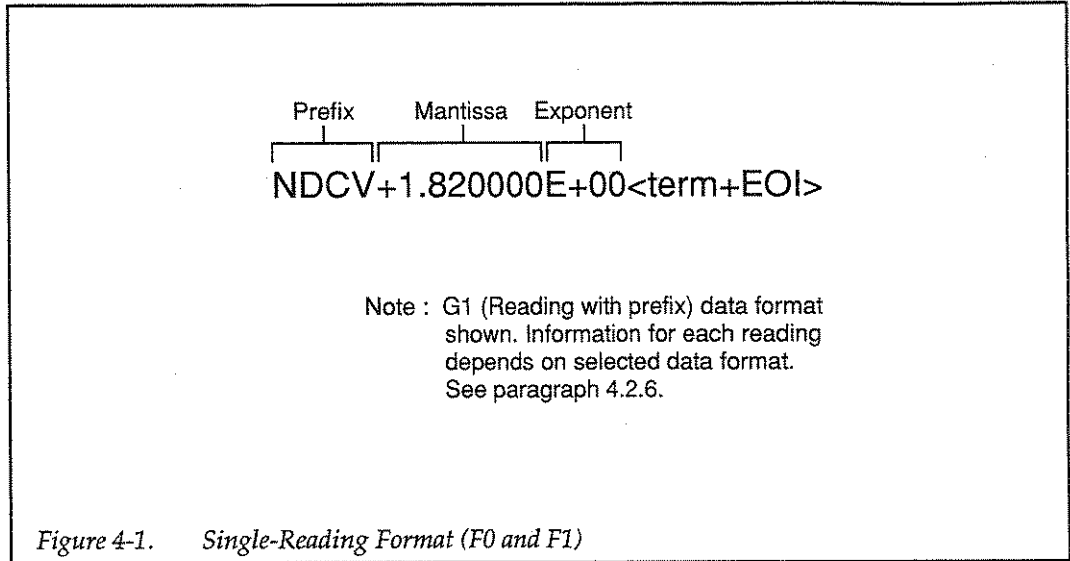 Prefix Mantissa Exponent
NDCV+1.820000E+00<term+EOI>
Note : G1 (Reading with prefix) data format
shown. Information for each reading
depends on selected data format.
See paragraph 4.2.6.
Figure 4-1. Single-Reading Format (F0 and F1)